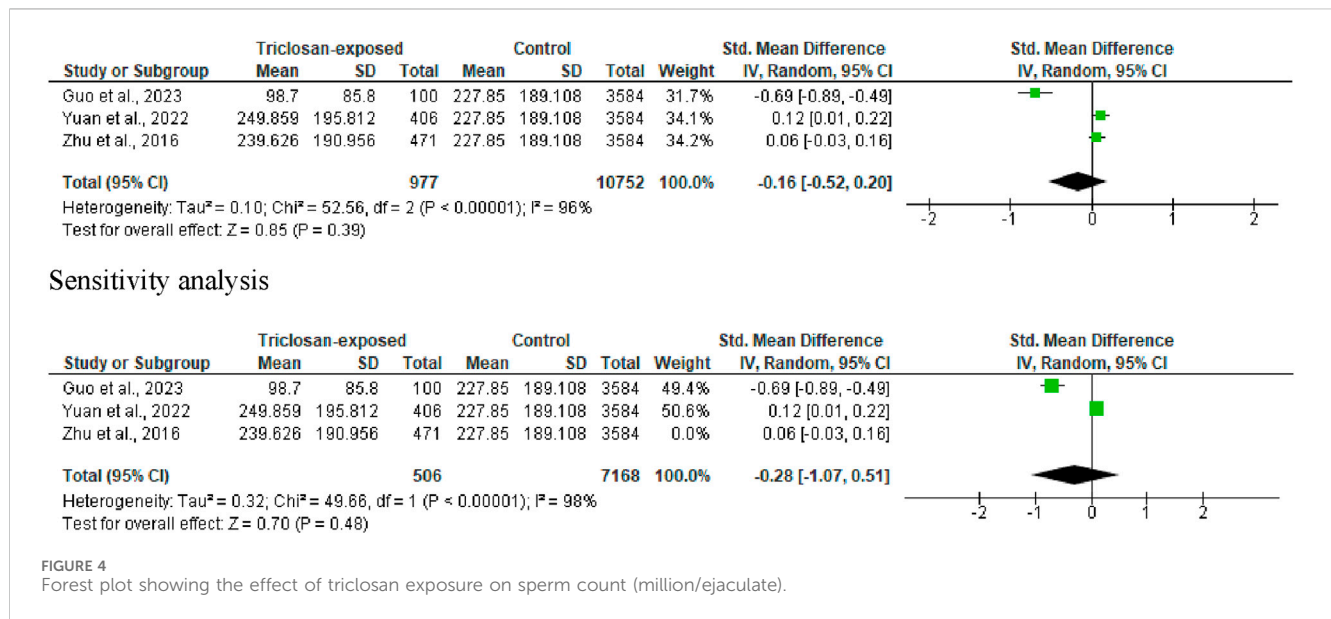 Triclosan-exposed Control Std. Mean Difference Std. Mean Difference
Study or Subgroup Mean SD Total Mean SD Total Weight IV, Random, 95% CI IV, Random, 95% CI
Guo et al., 2023 98.7 85.8 100 227.85 189.108 3584 31.7% -0.69 [-0.89, -0.49]
Yuan et al., 2022 249.859 195.812 406 227.85 189.108 3584 34.1% 0.12 [0.01, 0.22]
Zhu et al., 2016 239.626 190.956 471 227.85 189.108 3584 34.2% 0.06 [-0.03, 0.16]
Total (95% CI) 977 10752 100.0% -0.16 [-0.52, 0.20]
Heterogeneity: Tau² = 0.10; Chi² = 52.56, df = 2 (P < 0.00001); I² = 96%
Test for overall effect: Z = 0.85 (P = 0.39)
-2 -1 0 1 2
Sensitivity analysis
Triclosan-exposed Control Std. Mean Difference Std. Mean Difference
Study or Subgroup Mean SD Total Mean SD Total Weight IV, Random, 95% CI IV, Random, 95% CI
Guo et al., 2023 98.7 85.8 100 227.85 189.108 3584 49.4% -0.69 [-0.89, -0.49]
Yuan et al., 2022 249.859 195.812 406 227.85 189.108 3584 50.6% 0.12 [0.01, 0.22]
Zhu et al., 2016 239.626 190.956 471 227.85 189.108 3584 0.0% 0.06 [-0.03, 0.16]
Total (95% CI) 506 7168 100.0% -0.28 [-1.07, 0.51]
Heterogeneity: Tau² = 0.32; Chi² = 49.66, df = 1 (P < 0.00001); I² = 98%
Test for overall effect: Z = 0.70 (P = 0.48)
-2 -1 0 1 2
FIGURE 4
Forest plot showing the effect of triclosan exposure on sperm count (million/ejaculate).